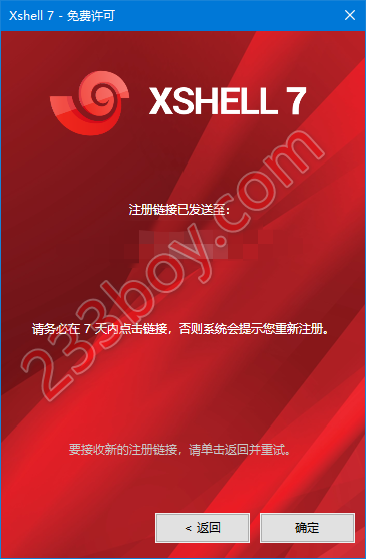 Xshell 7 - 免费许可
XSHELL 7
注册链接已发送至:
请务必在 7 天内点击链接，否则系统会提示您重新注册。
233boy.com
要接收新的注册链接，请单击返回并重试。
< 返回
确定